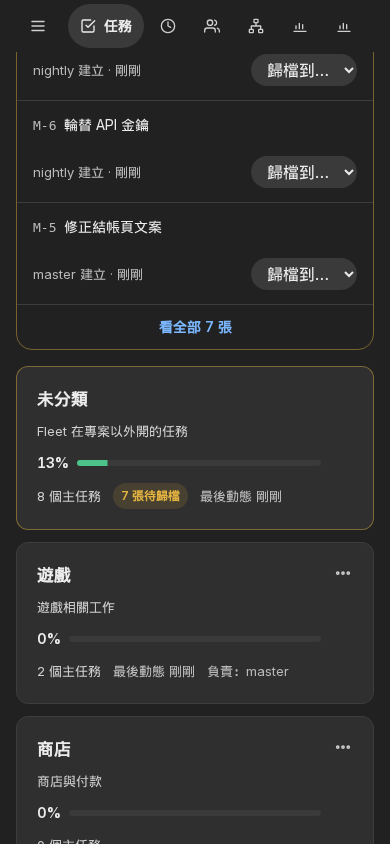 任務
nightly 建立 · 剛剛
歸檔到…
M-6 輪替 API 金鑰
nightly 建立 · 剛剛
歸檔到…
M-5 修正結帳頁文案
master 建立 · 剛剛
歸檔到…
看全部 7 張
未分類
Fleet 在專案以外開的任務
13%
8 個主任務 7 張待歸檔 最後動態 剛剛
遊戲
遊戲相關工作
0%
2 個主任務 最後動態 剛剛 負責: master
商店
商店與付款
0%